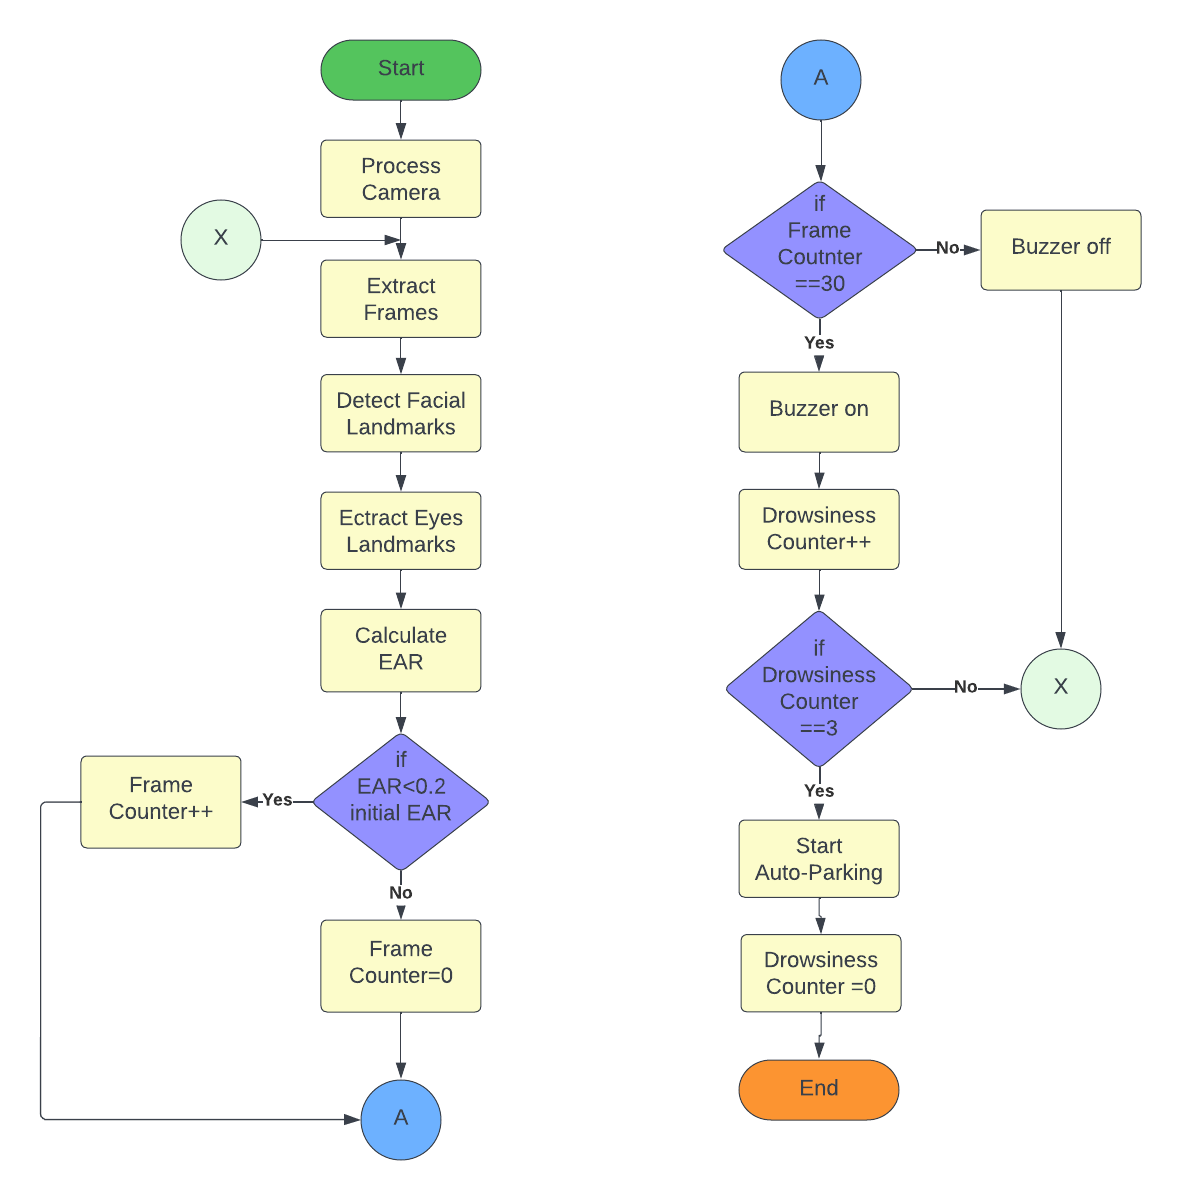 Start
Process
Camera
X
Extract
Frames
Detect Facial
Landmarks
Ectract Eyes
Landmarks
Calculate
EAR
if
EAR<0.2
initial EAR
Yes
Frame
Counter++
No
Frame
Counter=0
A
A
if
Frame
Coutnter
==30
No
Buzzer off
Yes
Buzzer on
Drowsiness
Counter++
if
Drowsiness
Counter
==3
No
X
Yes
Start
Auto-Parking
Drowsiness
Counter =0
End